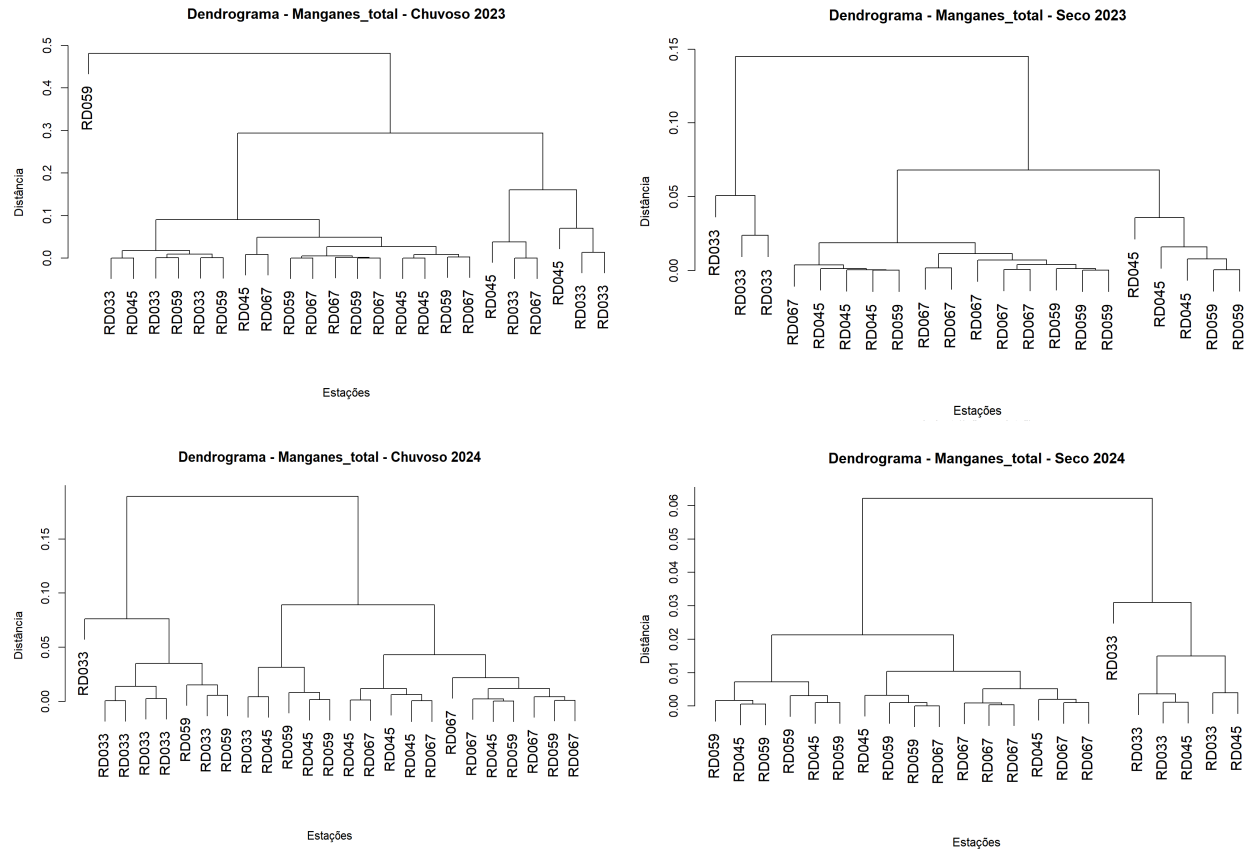 Dendrograma - Manganes_total - Chuvoso 2023
Distância
0.0 0.1 0.2 0.3 0.4 0.5
RD059 RD033 RD045 RD033 RD059 RD033 RD059 RD045 RD067 RD059 RD067 RD067 RD067 RD045 RD045 RD059 RD067 RD045 RD033 RD067 RD045 RD033 RD033
Estações
Dendrograma - Manganes_total - Seco 2023
Distância
0.00 0.05 0.10 0.15
RD033 RD033 RD033 RD067 RD045 RD045 RD045 RD059 RD067 RD067 RD067 RD067 RD067 RD059 RD059 RD059 RD045 RD045 RD045 RD059 RD059
Estações
Dendrograma - Manganes_total - Chuvoso 2024
Distância
0.00 0.05 0.10 0.15
RD033 RD033 RD033 RD033 RD033 RD059 RD033 RD059 RD033 RD045 RD059 RD045 RD059 RD045 RD067 RD045 RD045 RD067 RD067 RD067 RD045 RD059 RD067 RD059 RD067
Estações
Dendrograma - Manganes_total - Seco 2024
Distância
0.00 0.01 0.02 0.03 0.04 0.05 0.06
RD059 RD045 RD059 RD059 RD045 RD059 RD045 RD059 RD059 RD067 RD067 RD067 RD067 RD045 RD067 RD067 RD033 RD033 RD033 RD045 RD033 RD045
Estações